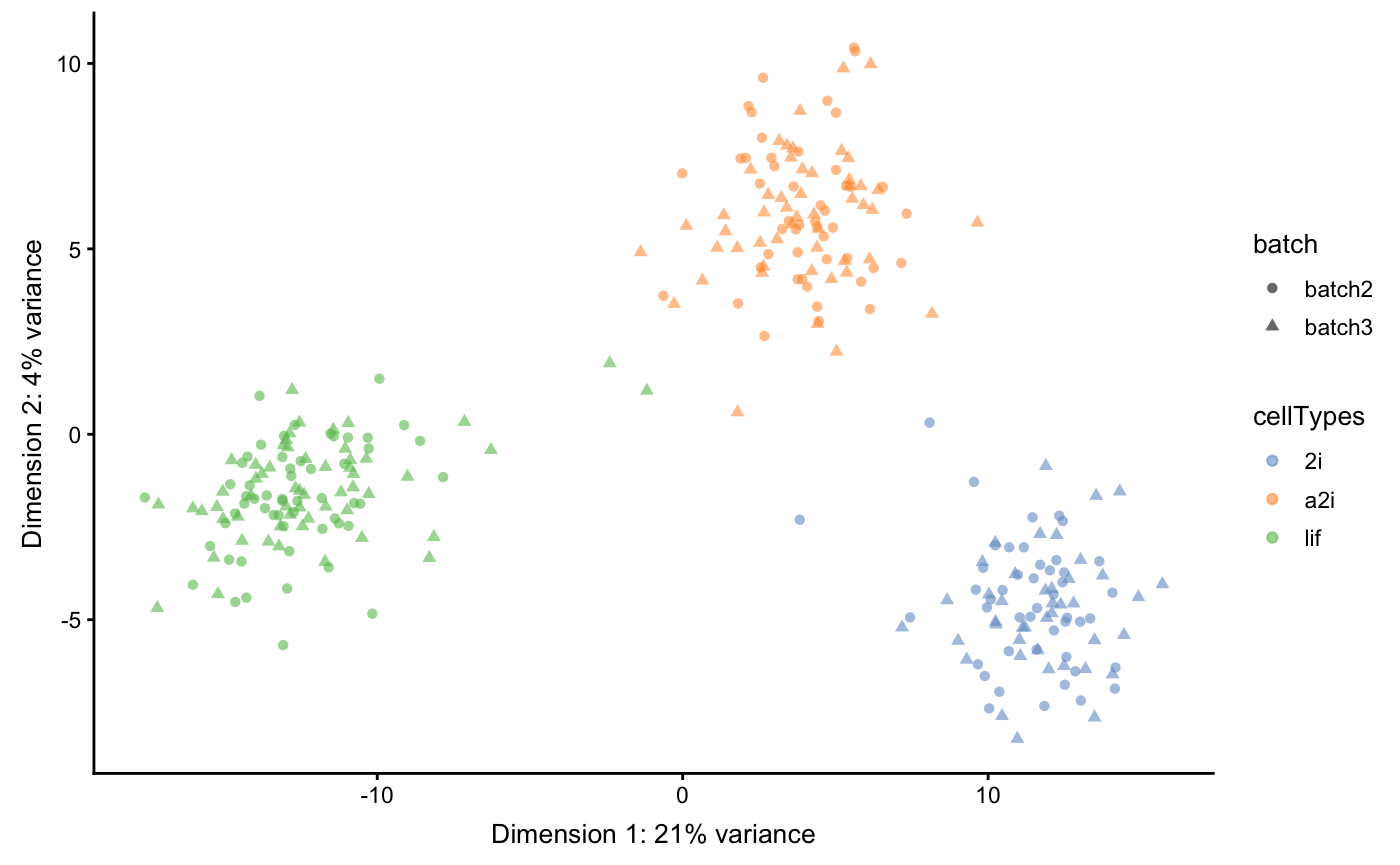 10
5
0
-5
-10
0
10
Dimension 1: 21% variance
Dimension 2: 4% variance
batch
batch2
batch3
cellTypes
2i
a2i
lif